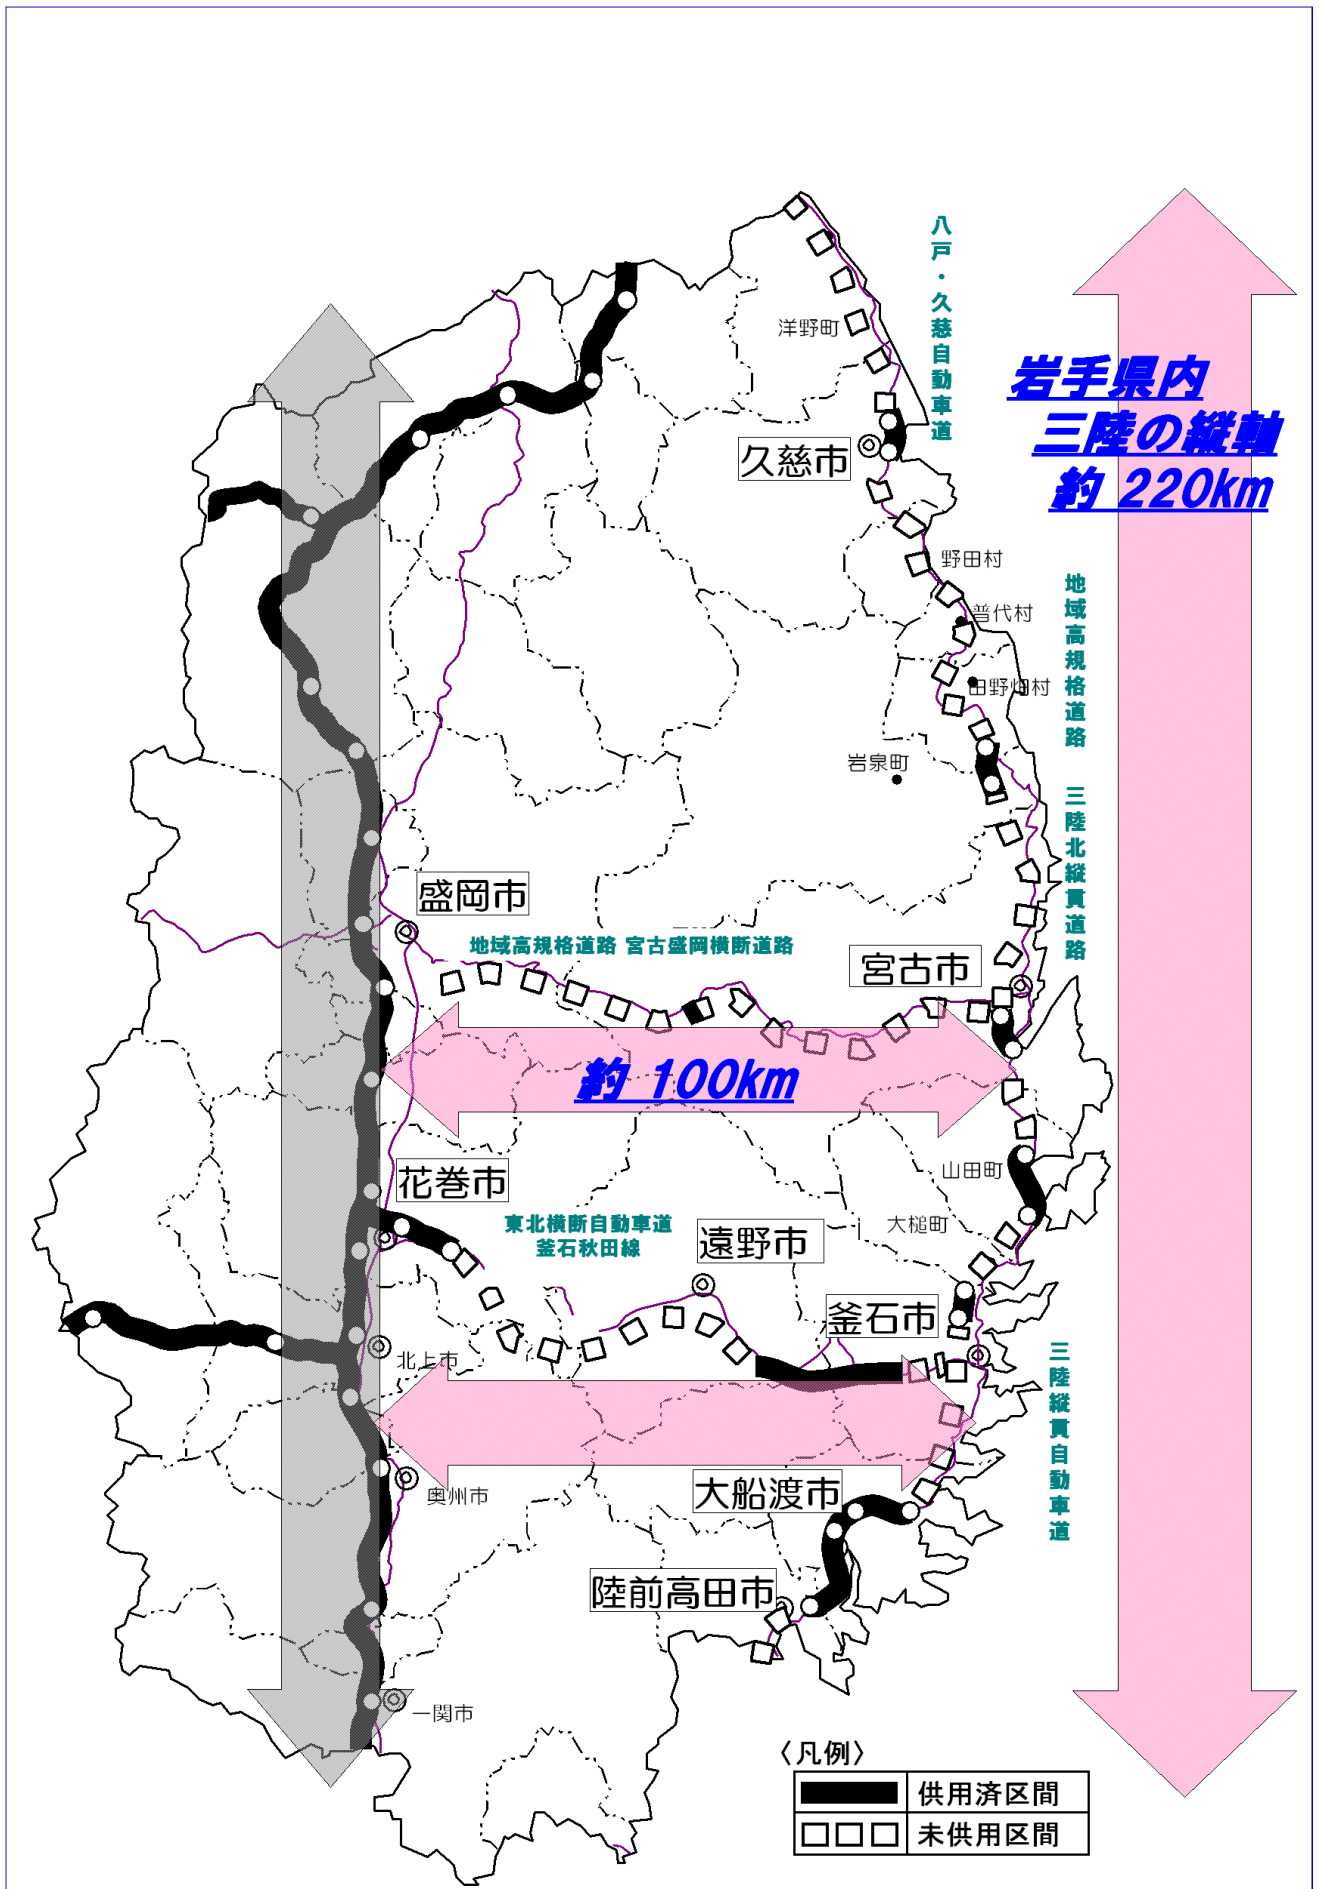 八戸・久慈自動車道
洋野町
岩手県内
三陸の縦軸
約 220km
久慈市
野田村
地域高規格道路 三陸北縦貫道路
普代村
田野畑村
岩泉町
盛岡市
地域高規格道路 宮古盛岡横断道路
宮古市
約 100km
花巻市
山田町
東北横断自動車道
釜石秋田線
大槌町
遠野市
釜石市
北上市
三陸縦貫自動車道
大船渡市
奥州市
陸前高田市
一関市
〈凡例〉
供用済区間
未供用区間